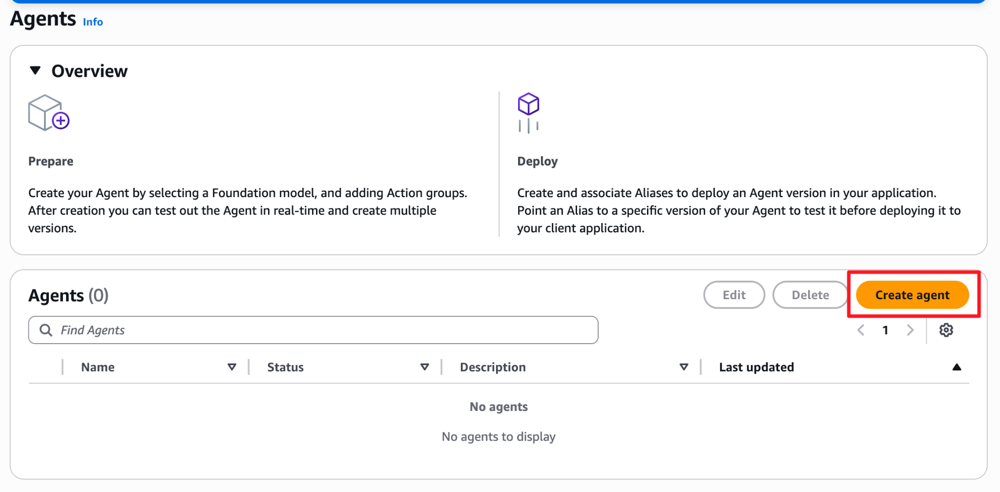 Agents Info
Overview
Prepare
Create your Agent by selecting a Foundation model, and adding Action groups.
After creation you can test out the Agent in real-time and create multiple
versions.
Deploy
Create and associate Aliases to deploy an Agent version in your application.
Point an Alias to a specific version of your Agent to test it before deploying it to
your client application.
Agents (0)
Edit Delete Create agent
Find Agents
1
Name Status Description Last updated
No agents
No agents to display